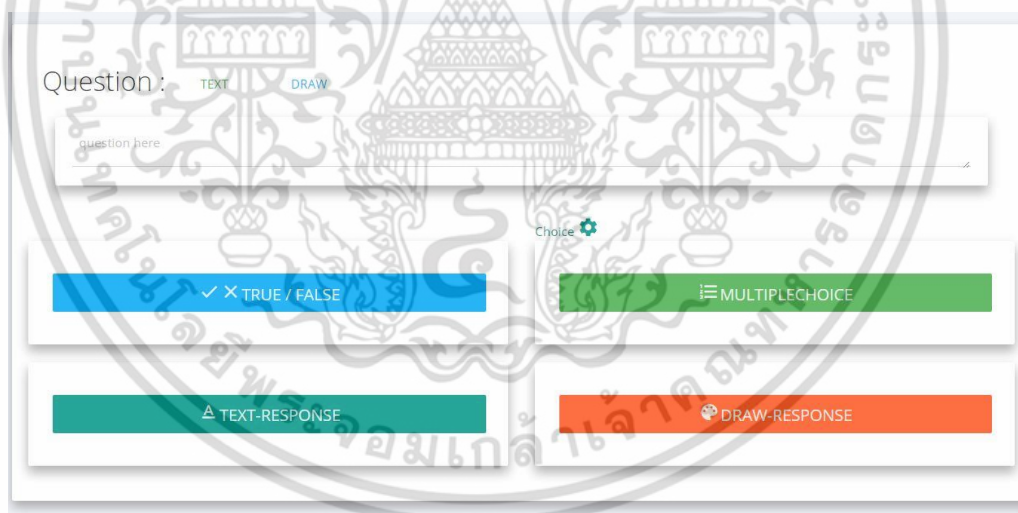 Question : TEXT DRAW
question here
Choice
TRUE / FALSE
MULTIPLECHOICE
TEXT-RESPONSE
DRAW-RESPONSE